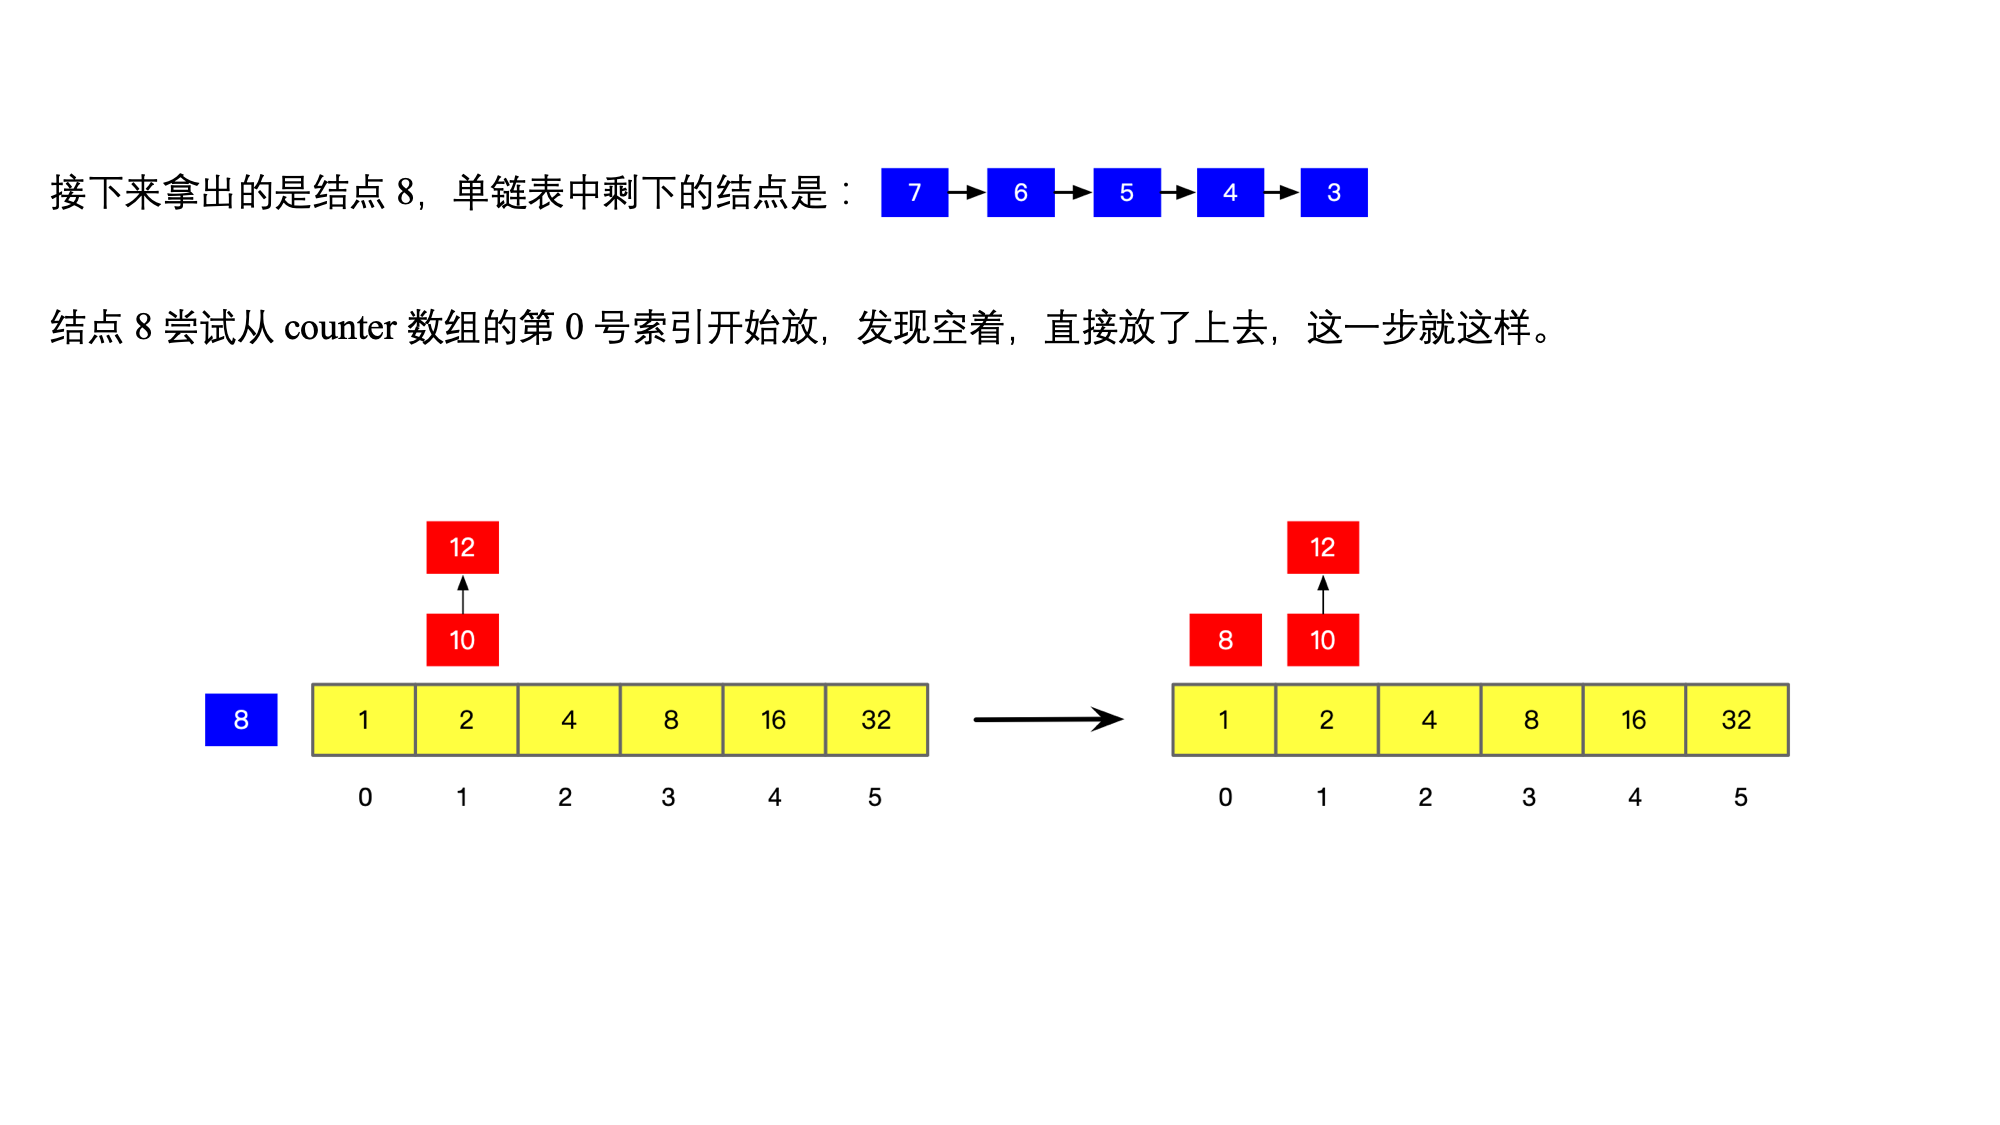 接下来拿出的是结点 8，单链表中剩下的结点是： 7 6 5 4 3
结点 8 尝试从 counter 数组的第 0 号索引开始放，发现空着，直接放了上去，这一步就这样。
12 12
10 8 10
8 1 2 4 8 16 32 1 2 4 8 16 32
0 1 2 3 4 5 0 1 2 3 4 5